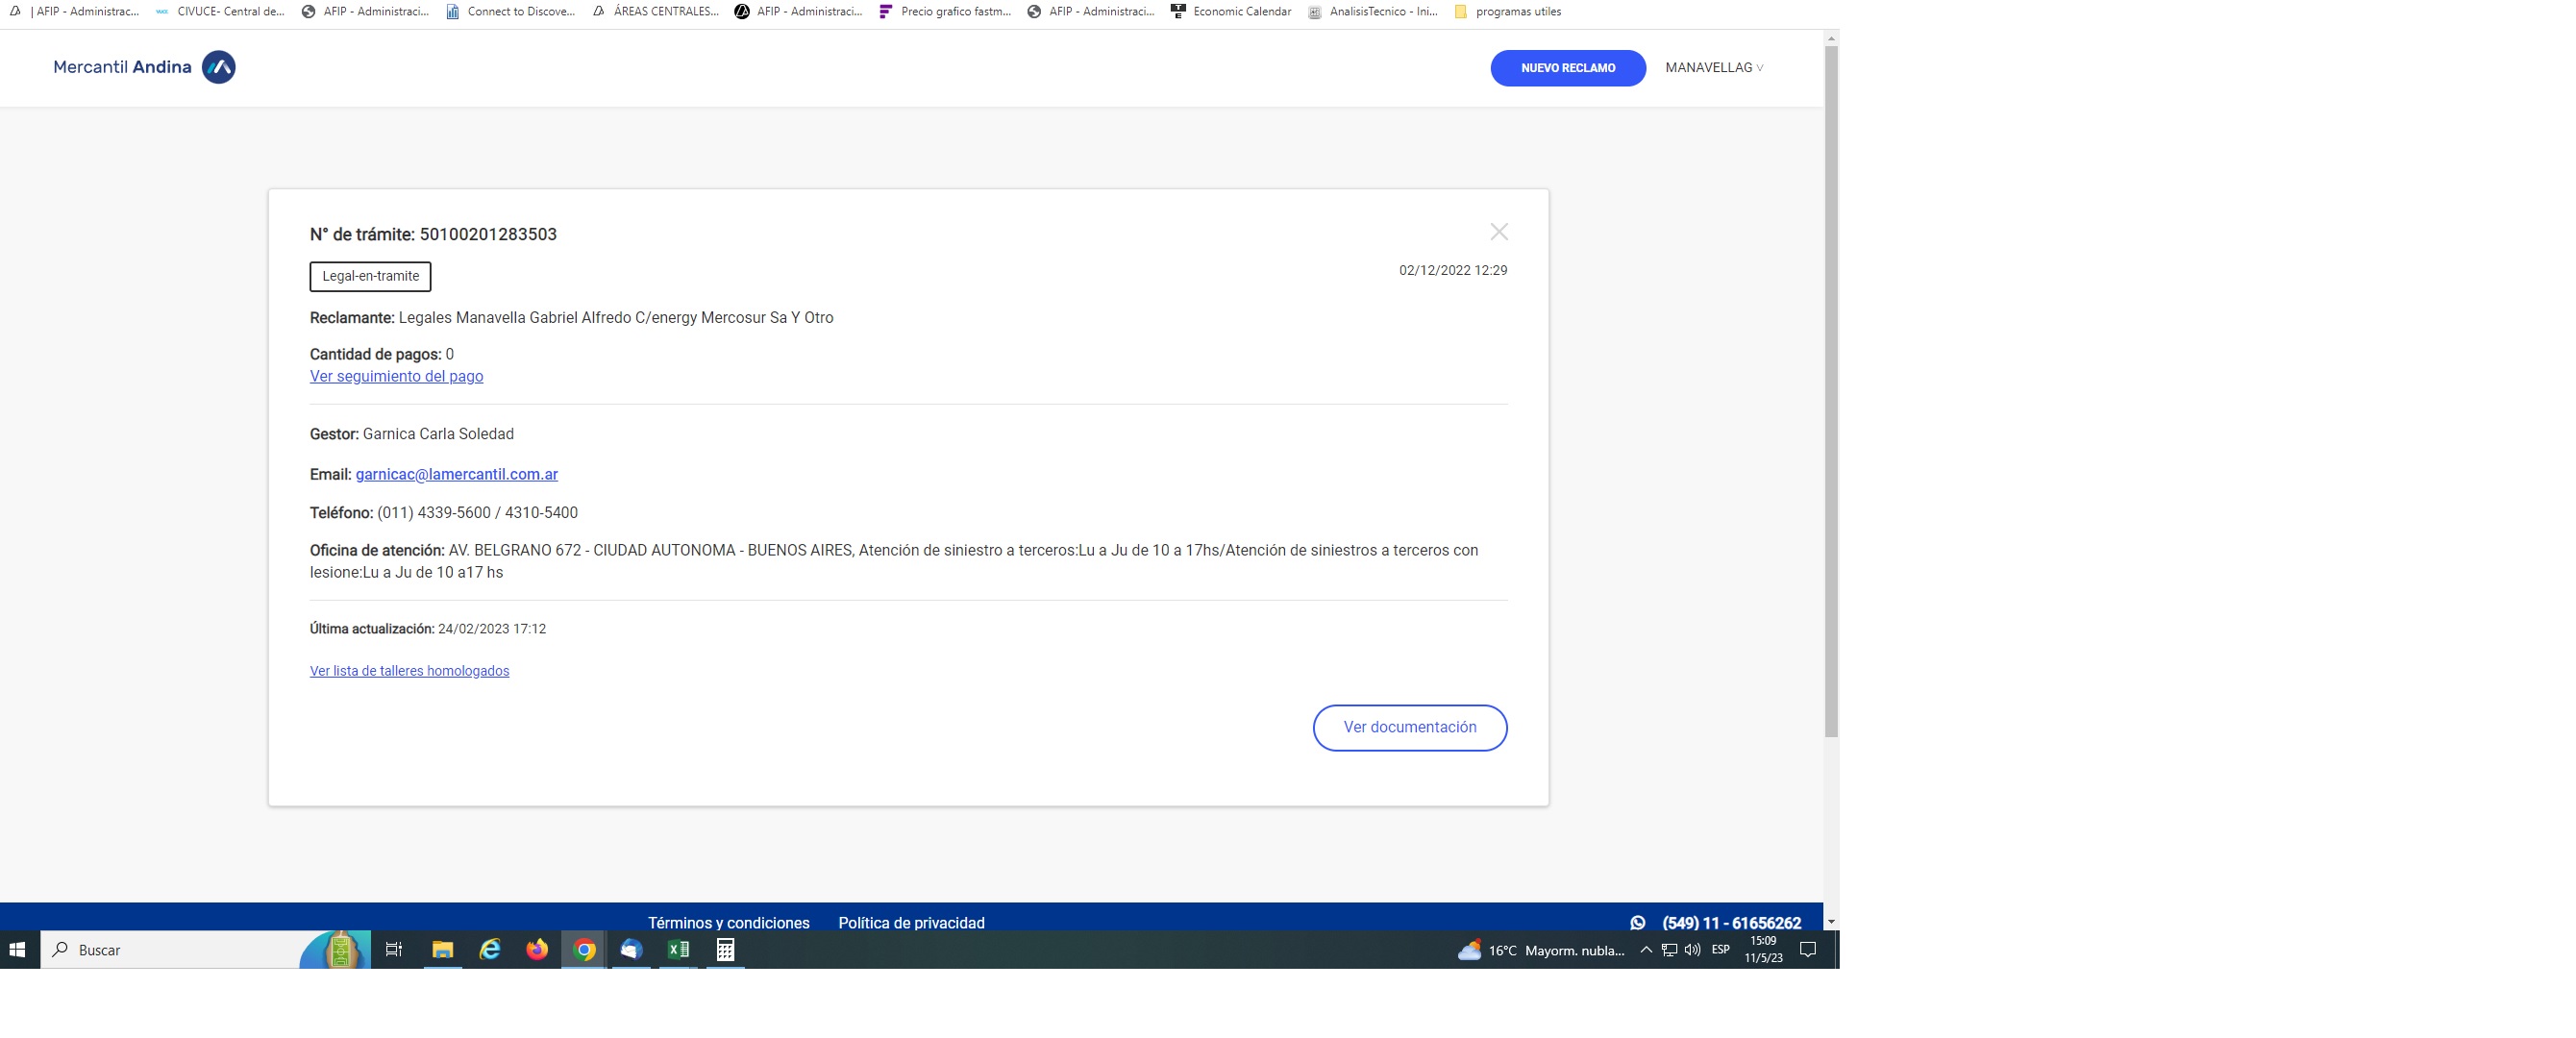 | AFIP - Administrac... CIVUCE- Central de... AFIP - Administraci... Connect to Discove... ÁREAS CENTRALES... AFIP - Administraci... Precio grafico fastm... AFIP - Administraci... Economic Calendar AnalisisTecnico - Ini... programas utiles
Mercantil Andina NUEVO RECLAMO MANAVELLAG
N° de trámite: 50100201283503
Legal-en-tramite 02/12/2022 12:29
Reclamante: Legales Manavella Gabriel Alfredo C/energy Mercosur Sa Y Otro
Cantidad de pagos: 0
Ver seguimiento del pago
Gestor: Garnica Carla Soledad
Email: garnicac@lamercantil.com.ar
Teléfono: (011) 4339-5600 / 4310-5400
Oficina de atención: AV. BELGRANO 672 - CIUDAD AUTONOMA - BUENOS AIRES, Atención de siniestro a terceros:Lu a Ju de 10 a 17hs/Atención de siniestros a terceros con
lesione:Lu a Ju de 10 a17 hs
Última actualización: 24/02/2023 17:12
Ver lista de talleres homologados
Ver documentación
Términos y condiciones Política de privacidad (549) 11 - 61656262
Buscar 16°C Mayorm. nubla... ESP 15:09
11/5/23